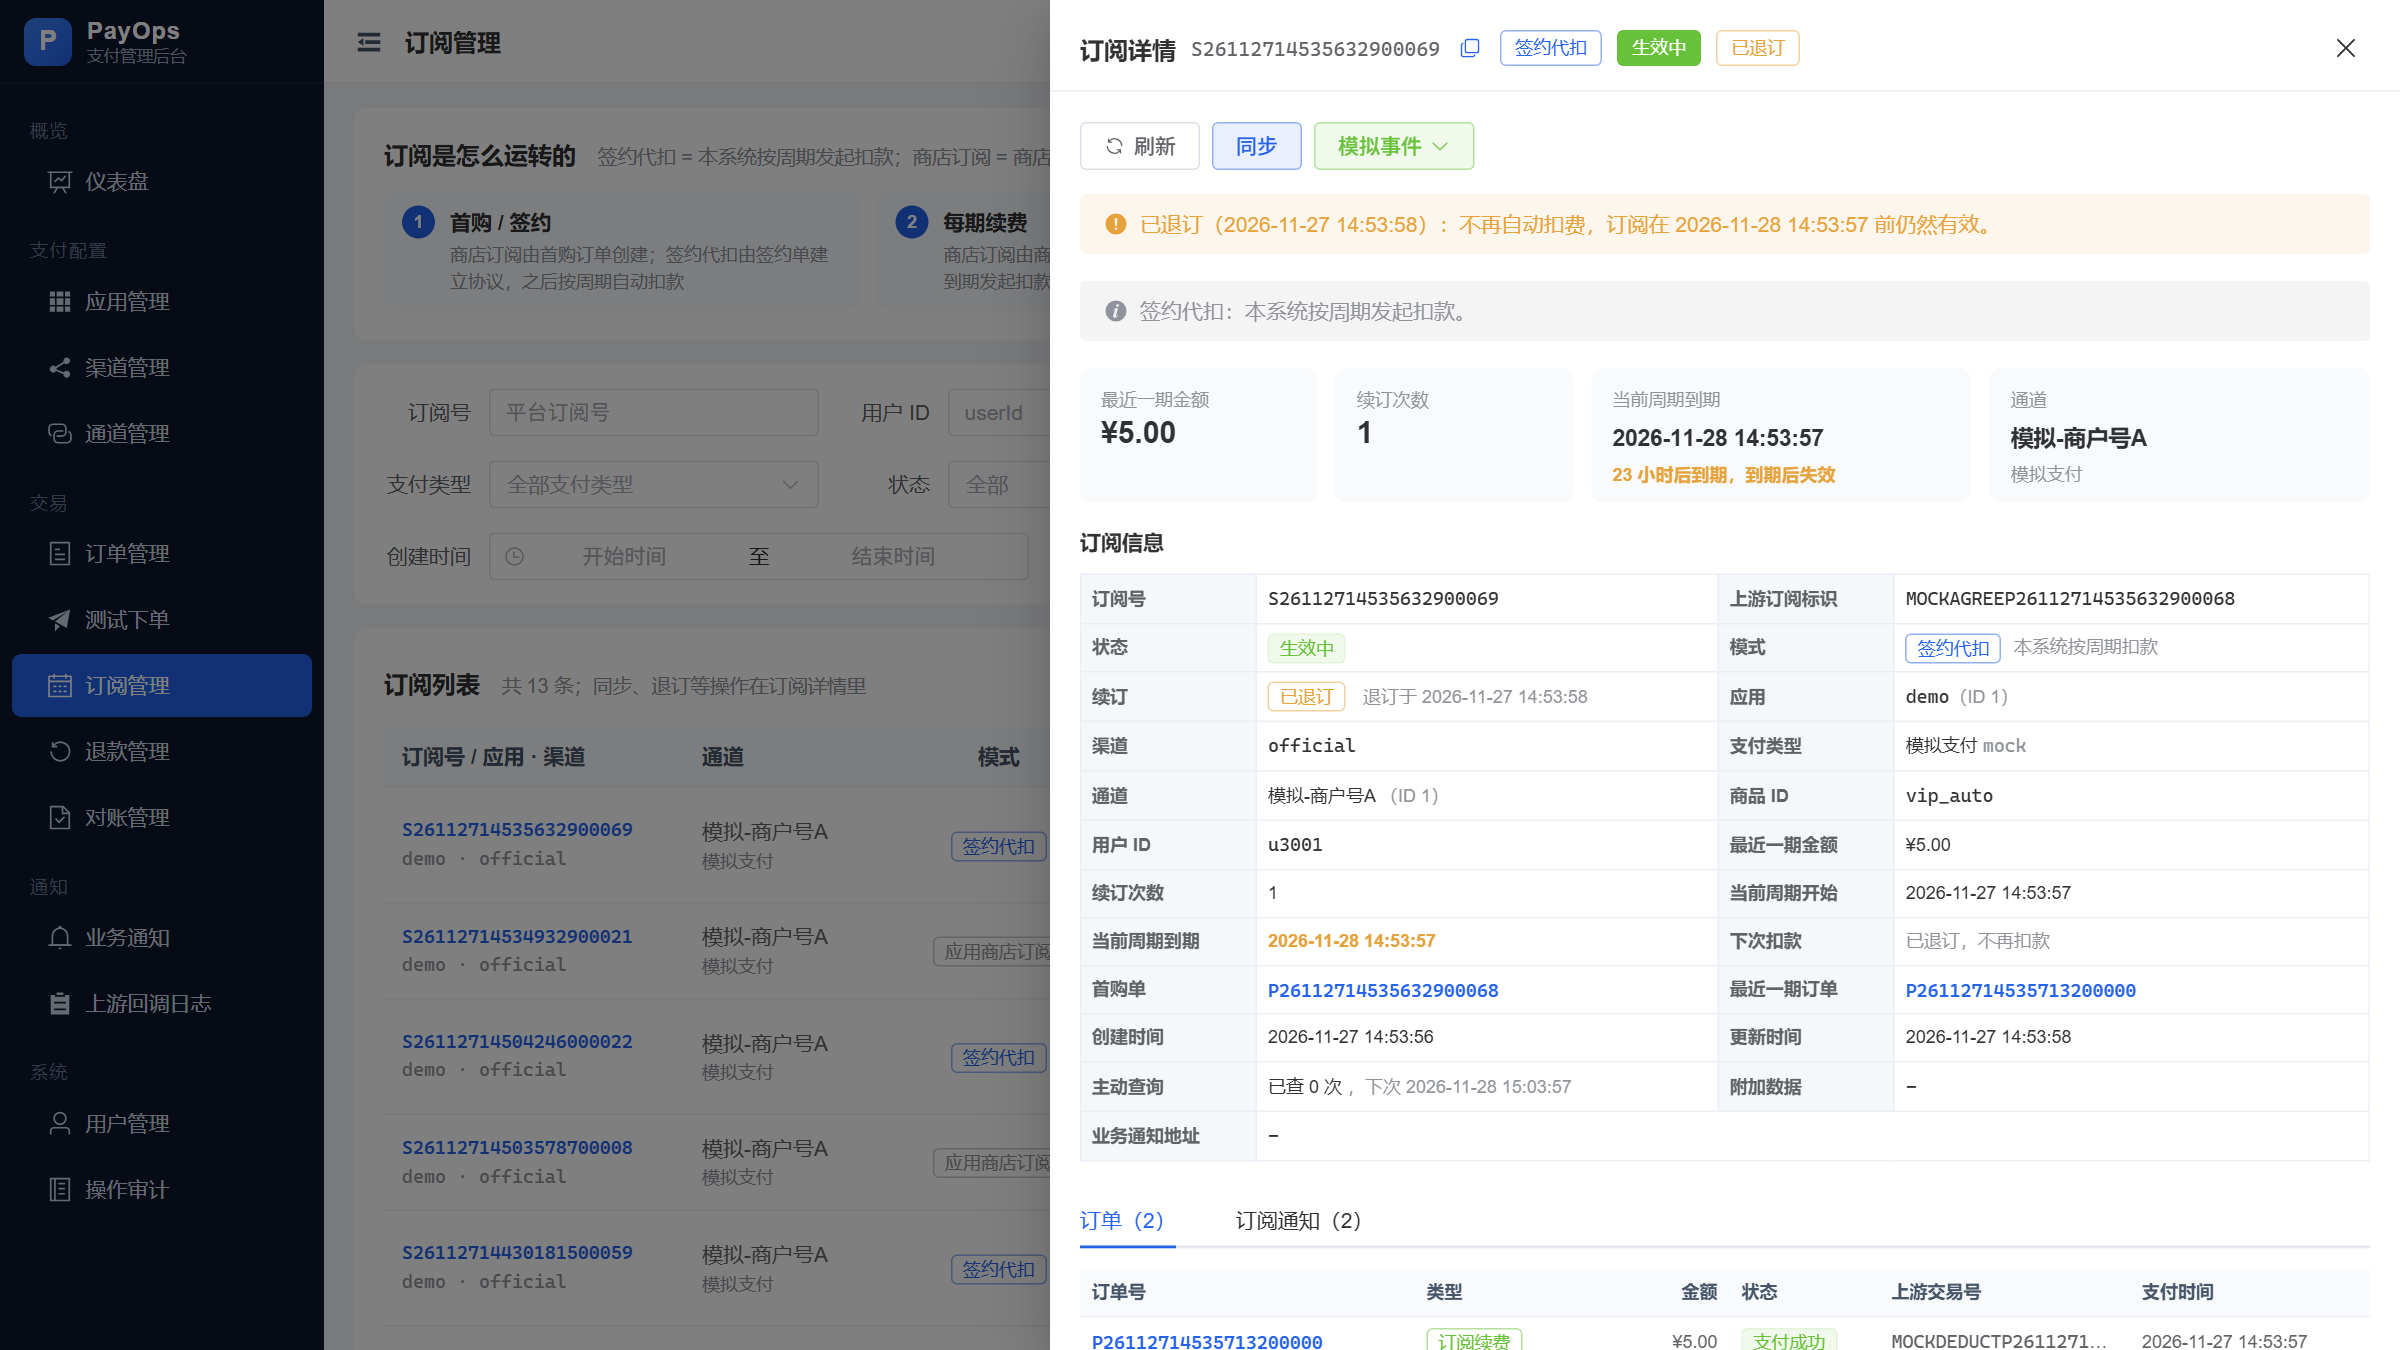 P
PayOps
支付管理后台
概览
仪表盘
支付配置
应用管理
渠道管理
通道管理
交易
订单管理
测试下单
订阅管理
退款管理
对账管理
通知
业务通知
上游回调日志
系统
用户管理
操作审计
订阅管理
订阅是怎么运转的 签约代扣 = 本系统按周期发起扣款；商店订阅 = 商店
1 首购 / 签约
商店订阅由首购订单创建；签约代扣由签约单建
立协议，之后按周期自动扣款
2 每期续费
商店订阅由商
到期发起扣款
订阅号 平台订阅号 用户 ID userId
支付类型 全部支付类型 状态 全部
创建时间 开始时间 至 结束时间
订阅列表 共 13 条；同步、退订等操作在订阅详情里
订阅号 / 应用 · 渠道 通道 模式
S26112714535632900069 模拟-商户号A 签约代扣
demo · official 模拟支付
S26112714534932900021 模拟-商户号A 应用商店订阅
demo · official 模拟支付
S26112714504246000022 模拟-商户号A 签约代扣
demo · official 模拟支付
S26112714503578700008 模拟-商户号A 应用商店订阅
demo · official 模拟支付
S26112714430181500059 模拟-商户号A 签约代扣
demo · official 模拟支付
订阅详情 S26112714535632900069 签约代扣 生效中 已退订
刷新 同步 模拟事件
已退订（2026-11-27 14:53:58）：不再自动扣费，订阅在 2026-11-28 14:53:57 前仍然有效。
签约代扣：本系统按周期发起扣款。
最近一期金额
¥5.00
续订次数
1
当前周期到期
2026-11-28 14:53:57
23 小时后到期，到期后失效
通道
模拟-商户号A
模拟支付
订阅信息
订阅号 S26112714535632900069 上游订阅标识 MOCKAGREEP26112714535632900068
状态 生效中 模式 签约代扣 本系统按周期扣款
续订 已退订 退订于 2026-11-27 14:53:58 应用 demo (ID 1)
渠道 official 支付类型 模拟支付 mock
通道 模拟-商户号A (ID 1) 商品 ID vip_auto
用户 ID u3001 最近一期金额 ¥5.00
续订次数 1 当前周期开始 2026-11-27 14:53:57
当前周期到期 2026-11-28 14:53:57 下次扣款 已退订，不再扣款
首购单 P26112714535632900068 最近一期订单 P26112714535713200000
创建时间 2026-11-27 14:53:56 更新时间 2026-11-27 14:53:58
主动查询 已查 0 次， 下次 2026-11-28 15:03:57 附加数据 –
业务通知地址 –
订单（2） 订阅通知（2）
订单号 类型 金额 状态 上游交易号 支付时间
P26112714535713200000 订阅续费 ¥5.00 支付成功 MOCKDEDUCTP2611271... 2026-11-27 14:53:57